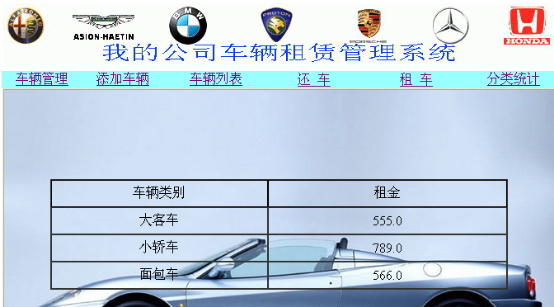 ASION-HAETIN
PROTON
PORSCHE
HONDA
我的公司车辆租赁管理系统
车辆管理 添加车辆 车辆列表 还 车 租 车 分类统计
车辆类别 租金
大客车 555.0
小轿车 789.0
面包车 566.0